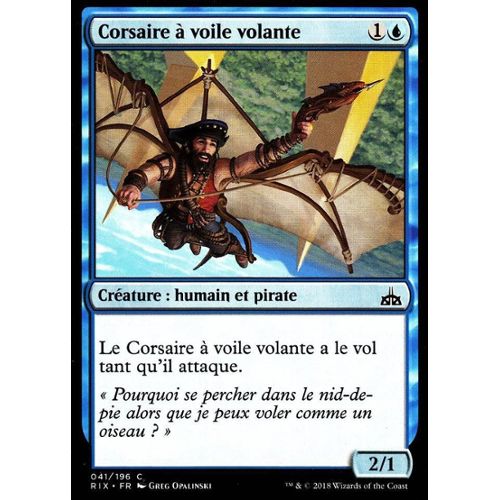 Corsaire à voile volante 1
Créature : humain et pirate
Le Corsaire à voile volante a le vol
tant qu'il attaque.
« Pourquoi se percher dans le nid-de-
pie alors que je peux voler comme un
oiseau ? »
2/1
041/196 C
RIX • FR Greg Opalinski
™ & © 2018 Wizards of the Coast